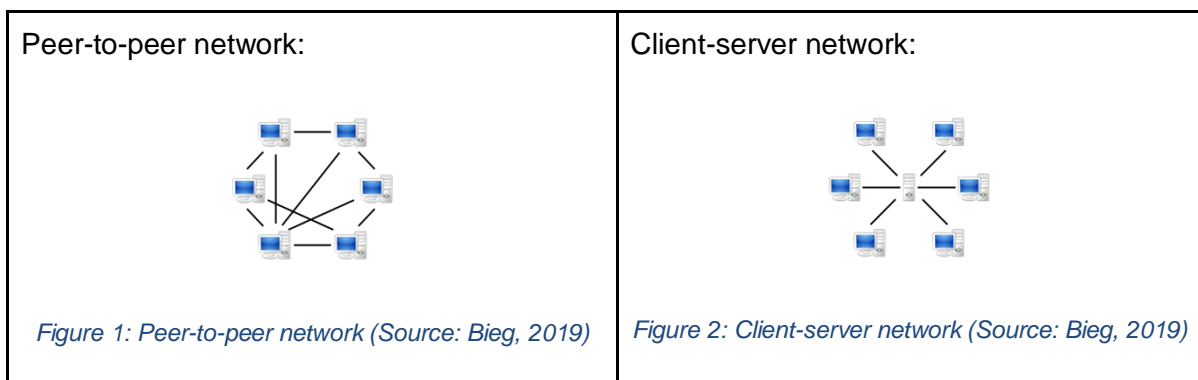 Peer-to-peer network:
Figure 1: Peer-to-peer network (Source: Bieg, 2019)
Client-server network:
Figure 2: Client-server network (Source: Bieg, 2019)